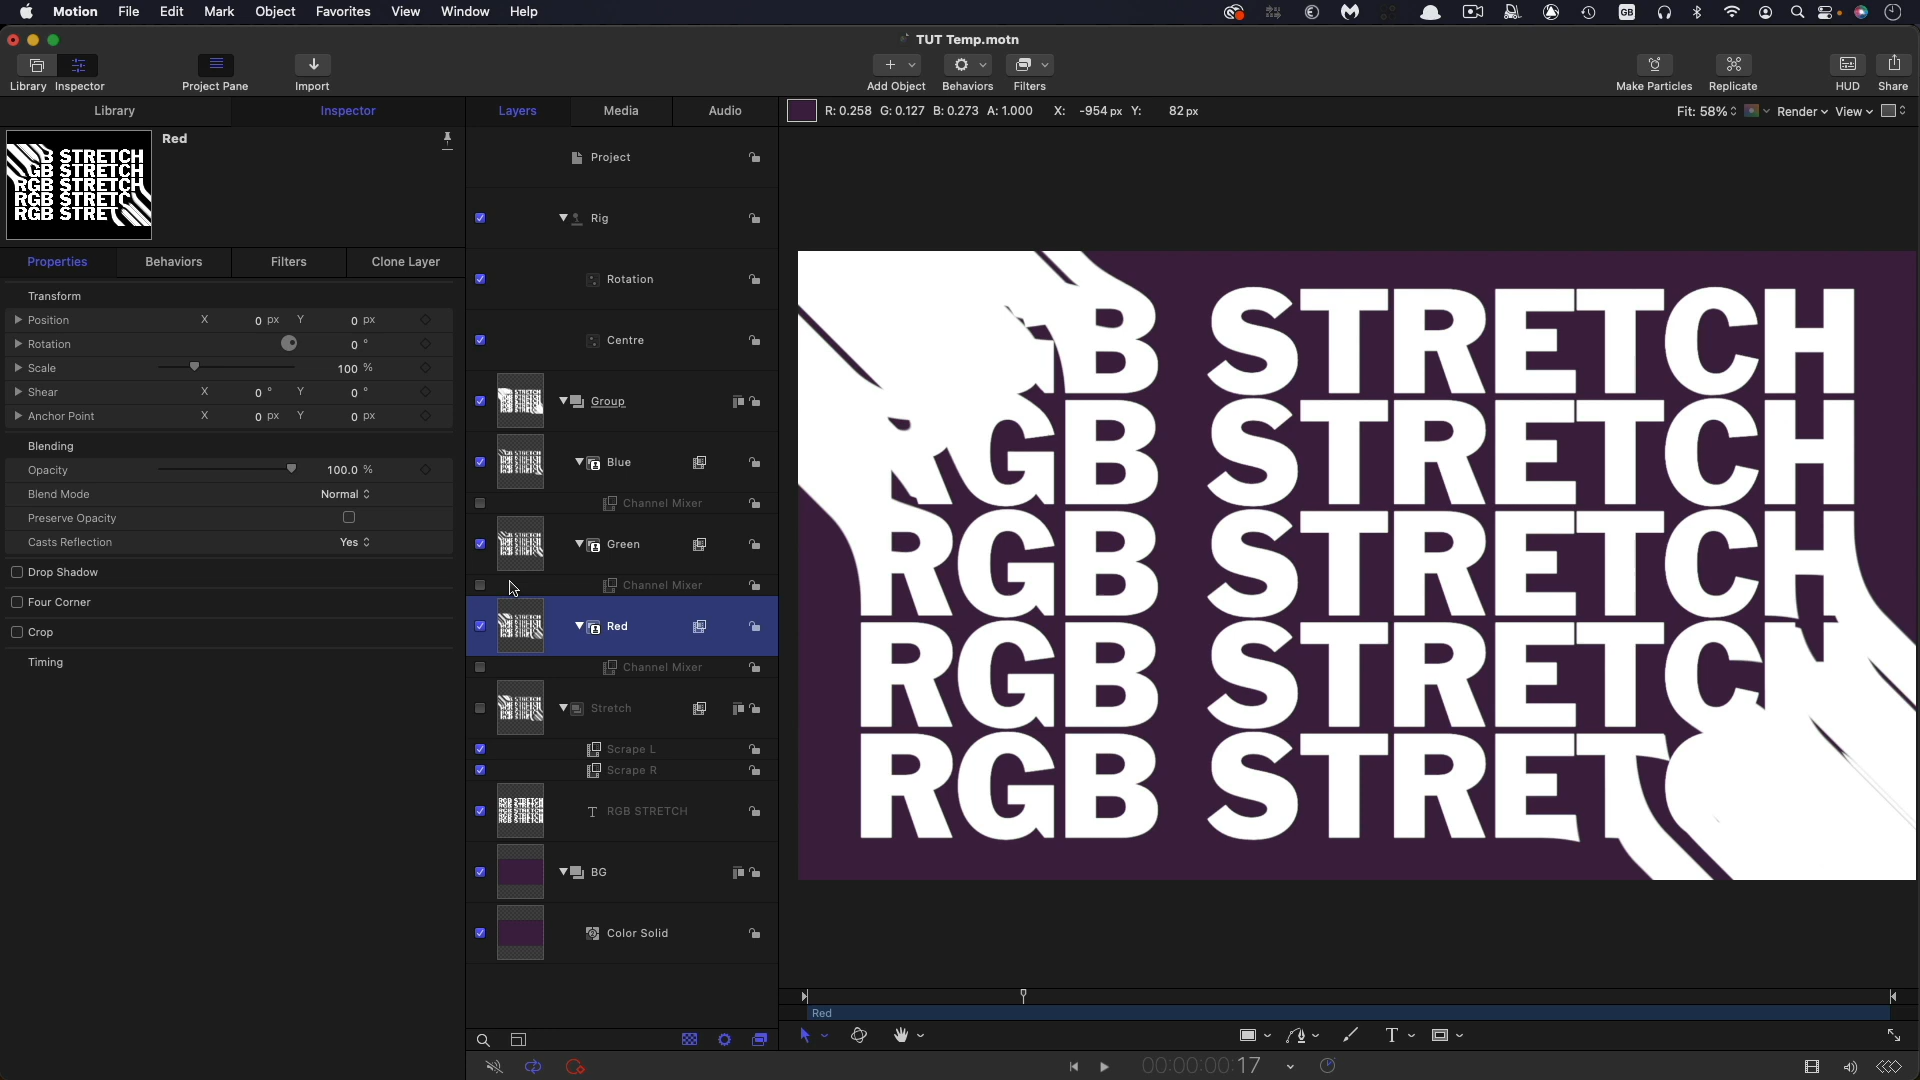 Motion File Edit Mark Object Favorites View Window Help
GB
TUT Temp.motn
Library Inspector Project Pane Import Add Object Behaviors Filters Make Particles Replicate HUD Share
Library Inspector Layers Media Audio R: 0.258 G: 0.127 B: 0.273 A: 1.000 X: -954 px Y: 82 px Fit: 58% Render View
Red
Properties Behaviors Filters Clone Layer
Transform
Position X 0 px Y 0 px
Rotation 0 °
Scale 100 %
Shear X 0 ° Y 0 °
Anchor Point X 0 px Y 0 px
Blending
Opacity 100.0 %
Blend Mode Normal
Preserve Opacity
Casts Reflection Yes
Drop Shadow
Four Corner
Crop
Timing
Project
Rig
Rotation
Centre
Group
Blue
Channel Mixer
Green
Channel Mixer
Red
Channel Mixer
Stretch
Scrape L
Scrape R
T RGB STRETCH
BG
Color Solid
GB STRETCH
RGB STRETCH
RGB STRETCH
RGB STRETCH
RGB STRET
Red
T
00:00:00:17